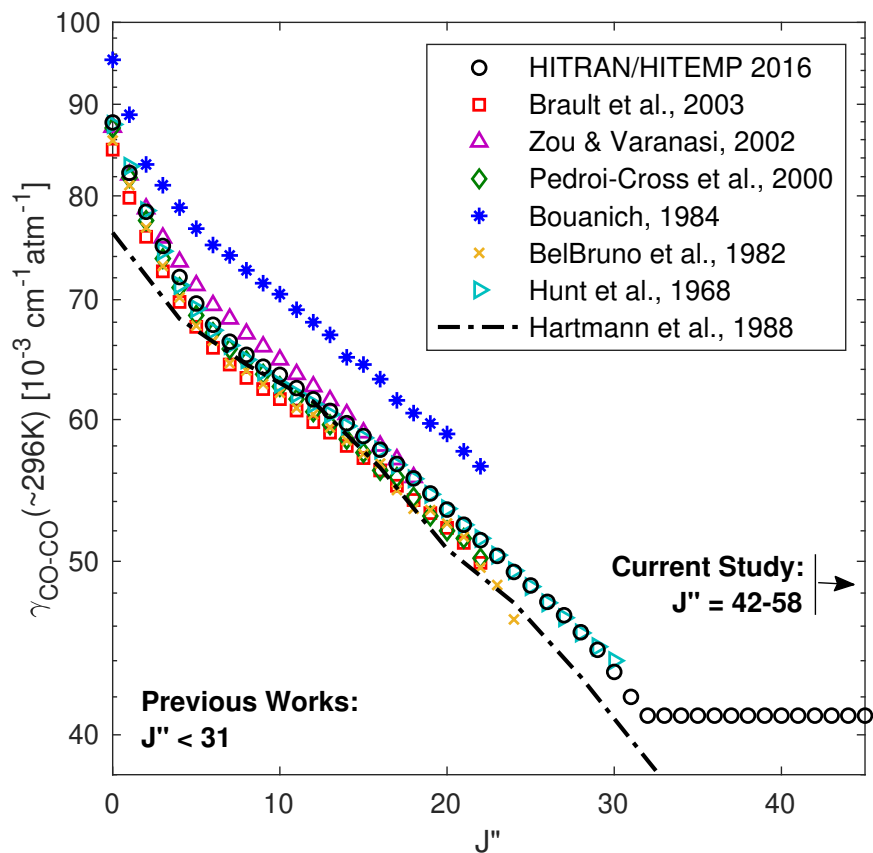 100
90
80
70
60
50
40
γCO-CO(~296K) [10⁻³ cm⁻¹atm⁻¹]
HITRAN/HITEMP 2016
Brault et al., 2003
Zou & Varanasi, 2002
Pedroi-Cross et al., 2000
Bouanich, 1984
BelBruno et al., 1982
Hunt et al., 1968
Hartmann et al., 1988
Current Study:
J" = 42-58
Previous Works:
J" < 31
0
10
20
30
40
J"